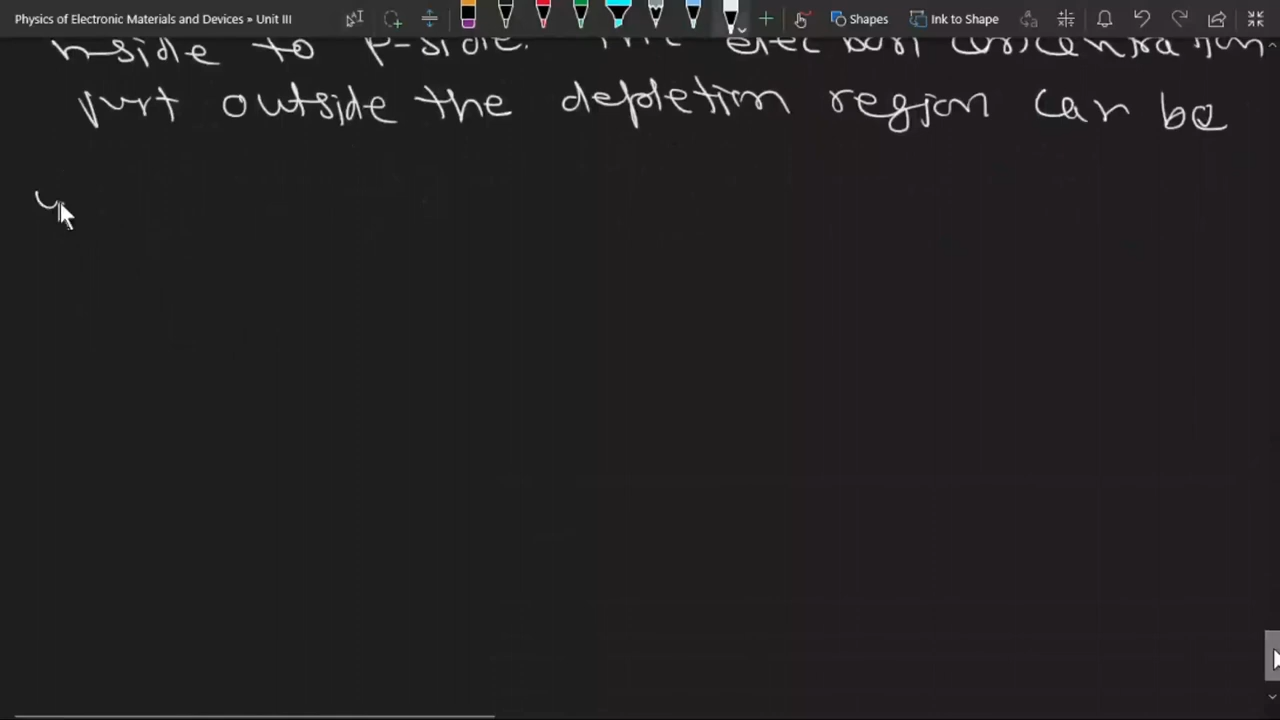 Physics of Electronic Materials and Devices » Unit III
Shapes
Ink to Shape
n-side to p-side. The electron concentration
just outside the depletion region can be